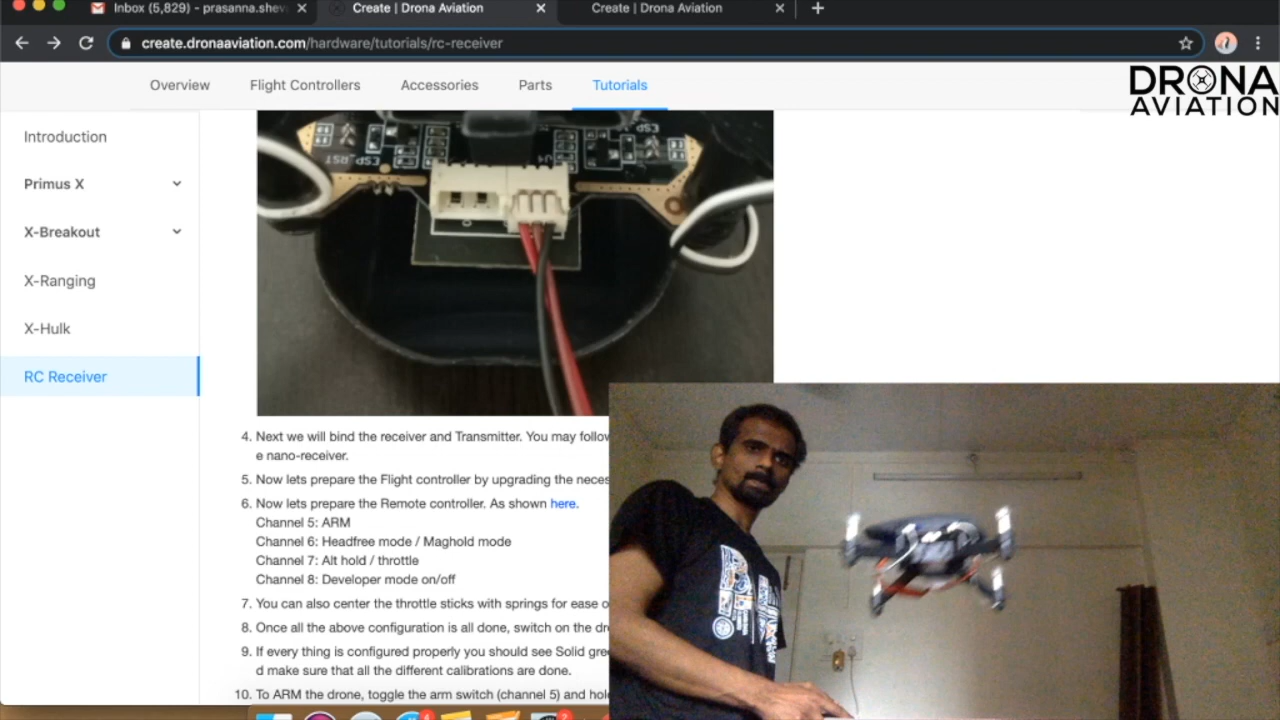 Inbox (5,829) - prasanna.shev
Create | Drona Aviation
Create | Drona Aviation
create.dronaaviation.com/hardware/tutorials/rc-receiver
Overview
Flight Controllers
Accessories
Parts
Tutorials
DRONA
AVIATION
Introduction
Primus X
X-Breakout
X-Ranging
X-Hulk
RC Receiver
ESP_RST
J4
ESP
4. Next we will bind the receiver and Transmitter. You may follow
e nano-receiver.
5. Now lets prepare the Flight controller by upgrading the neces
6. Now lets prepare the Remote controller. As shown here.
Channel 5: ARM
Channel 6: Headfree mode / Maghold mode
Channel 7: Alt hold / throttle
Channel 8: Developer mode on/off
7. You can also center the throttle sticks with springs for ease o
8. Once all the above configuration is all done, switch on the dr
9. If every thing is configured properly you should see Solid gre
d make sure that all the different calibrations are done.
10. To ARM the drone, toggle the arm switch (channel 5) and hol